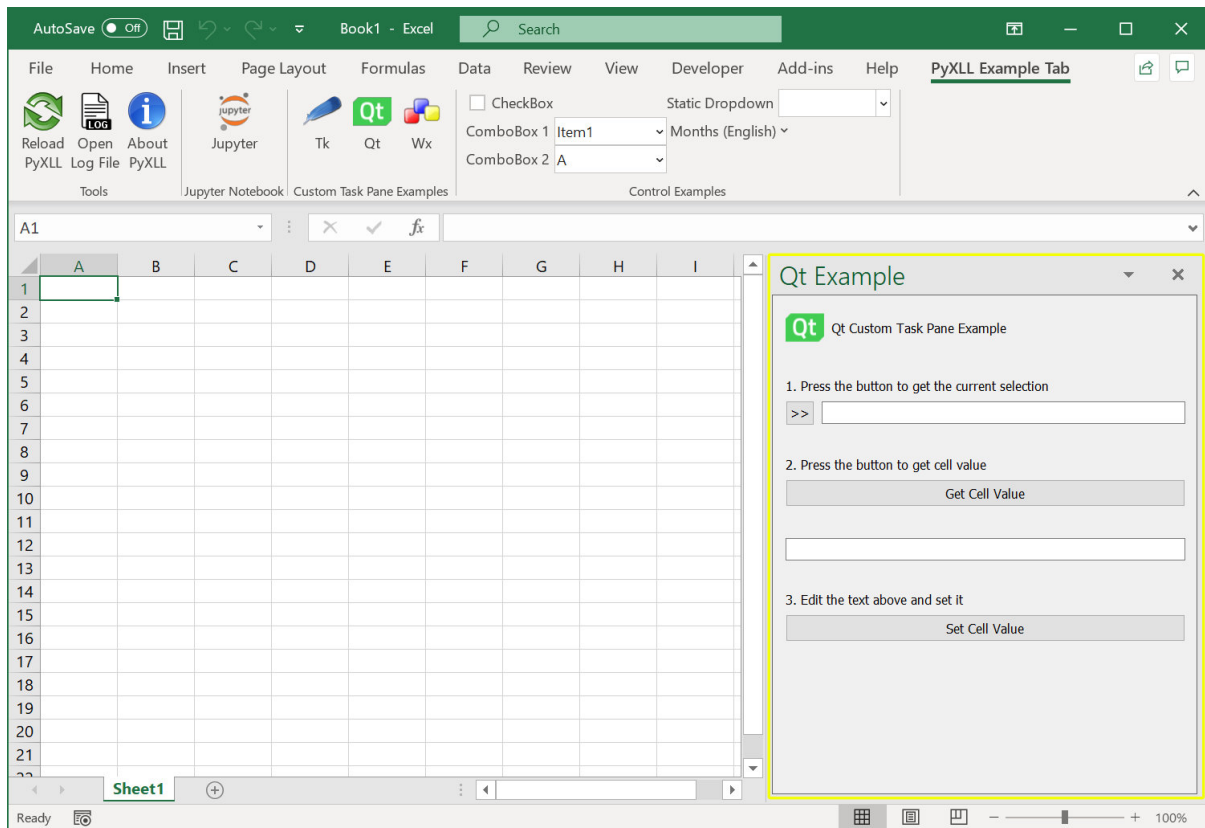 AutoSave Off Book1 - Excel Search
File Home Insert Page Layout Formulas Data Review View Developer Add-ins Help PyXLL Example Tab
Reload PyXLL
Open Log File
LOG
About PyXLL
Tools
jupyter
Jupyter
Jupyter Notebook
Tk
Qt
Qt
Wx
Custom Task Pane Examples
CheckBox
ComboBox 1 Item1
ComboBox 2 A
Static Dropdown
Months (English)
Control Examples
A1 fx
A B C D E F G H I
1
2
3
4
5
6
7
8
9
10
11
12
13
14
15
16
17
18
19
20
21
22
Qt Example
Qt Qt Custom Task Pane Example
1. Press the button to get the current selection
>>
2. Press the button to get cell value
Get Cell Value
3. Edit the text above and set it
Set Cell Value
Sheet1
Ready 100%